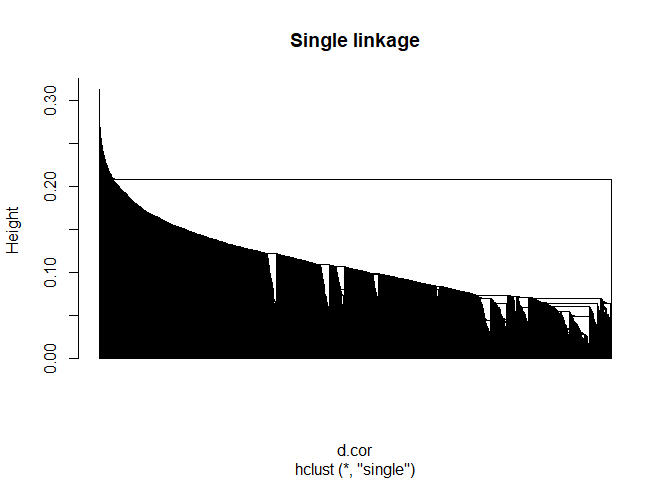 Single linkage
Height
0.30
0.20
0.10
0.00
d.cor
hclust (*, "single")